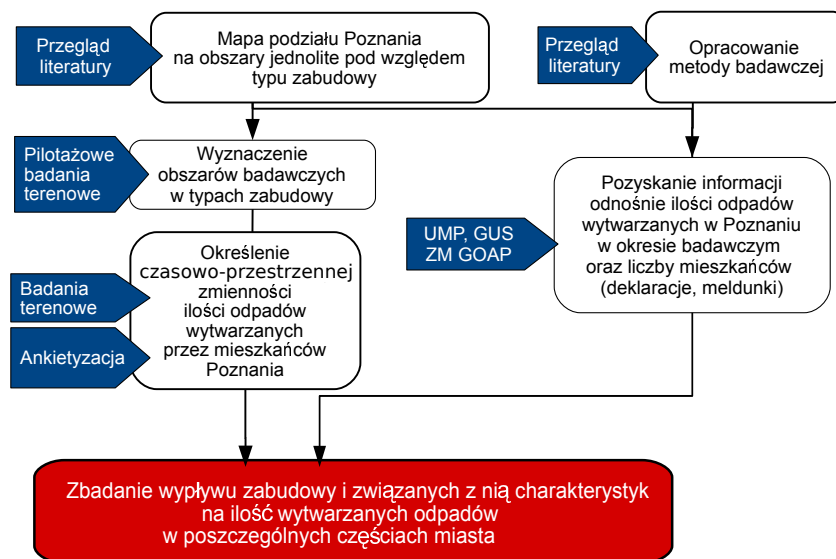 Przegląd
literatury
Mapa podziału Poznania
na obszary jednolite pod względem
typu zabudowy
Przegląd
literatury
Opracowanie
metody badawczej
Pilotażowe
badania
terenowe
Wyznaczenie
obszarów badawczych
w typach zabudowy
UMP, GUS
ZM GOAP
Pozyskanie informacji
odnośnie ilości odpadów
wytwarzanych w Poznaniu
w okresie badawczym
oraz liczby mieszkańców
(deklaracje, meldunki)
Badania
terenowe
Ankietyzacja
Określenie
czasowo-przestrzennej
zmienności
ilości odpadów
wytwarzanych
przez mieszkańców
Poznania
Zbadanie wypływu zabudowy i związanych z nią charakterystyk
na ilość wytwarzanych odpadów
w poszczególnych częściach miasta